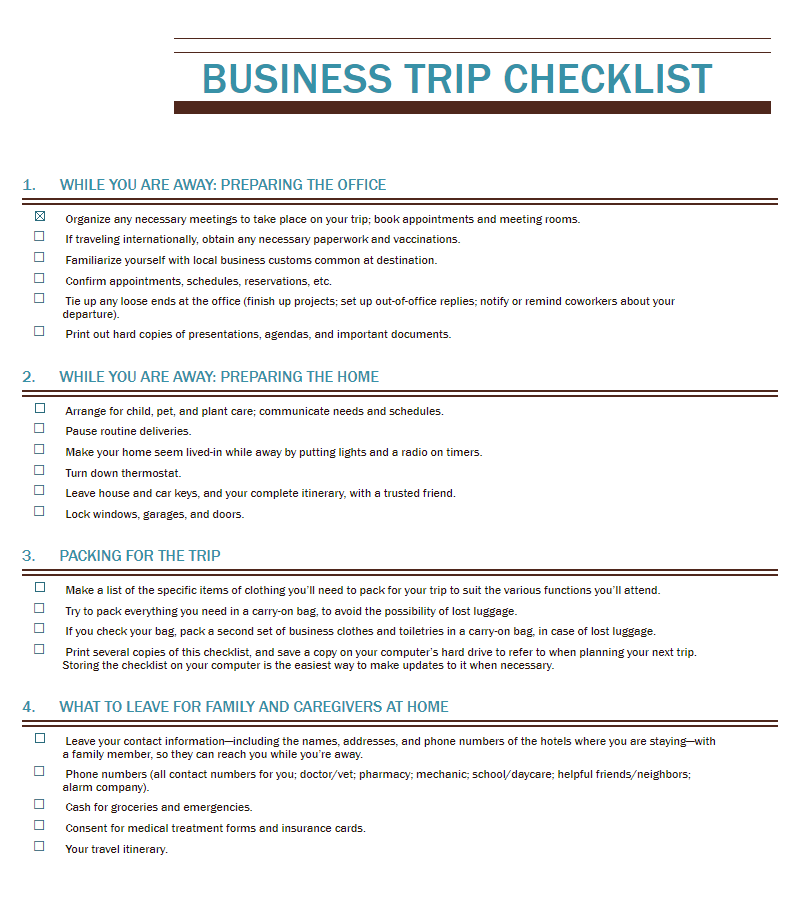 BUSINESS TRIP CHECKLIST
1. WHILE YOU ARE AWAY: PREPARING THE OFFICE
☒ Organize any necessary meetings to take place on your trip; book appointments and meeting rooms.
☐ If traveling internationally, obtain any necessary paperwork and vaccinations.
☐ Familiarize yourself with local business customs common at destination.
☐ Confirm appointments, schedules, reservations, etc.
☐ Tie up any loose ends at the office (finish up projects; set up out-of-office replies; notify or remind coworkers about your
departure).
☐ Print out hard copies of presentations, agendas, and important documents.
2. WHILE YOU ARE AWAY: PREPARING THE HOME
☐ Arrange for child, pet, and plant care; communicate needs and schedules.
☐ Pause routine deliveries.
☐ Make your home seem lived-in while away by putting lights and a radio on timers.
☐ Turn down thermostat.
☐ Leave house and car keys, and your complete itinerary, with a trusted friend.
☐ Lock windows, garages, and doors.
3. PACKING FOR THE TRIP
☐ Make a list of the specific items of clothing you’ll need to pack for your trip to suit the various functions you’ll attend.
☐ Try to pack everything you need in a carry-on bag, to avoid the possibility of lost luggage.
☐ If you check your bag, pack a second set of business clothes and toiletries in a carry-on bag, in case of lost luggage.
☐ Print several copies of this checklist, and save a copy on your computer’s hard drive to refer to when planning your next trip.
Storing the checklist on your computer is the easiest way to make updates to it when necessary.
4. WHAT TO LEAVE FOR FAMILY AND CAREGIVERS AT HOME
☐ Leave your contact information—including the names, addresses, and phone numbers of the hotels where you are staying—with
a family member, so they can reach you while you’re away.
☐ Phone numbers (all contact numbers for you; doctor/vet; pharmacy; mechanic; school/daycare; helpful friends/neighbors;
alarm company).
☐ Cash for groceries and emergencies.
☐ Consent for medical treatment forms and insurance cards.
☐ Your travel itinerary.